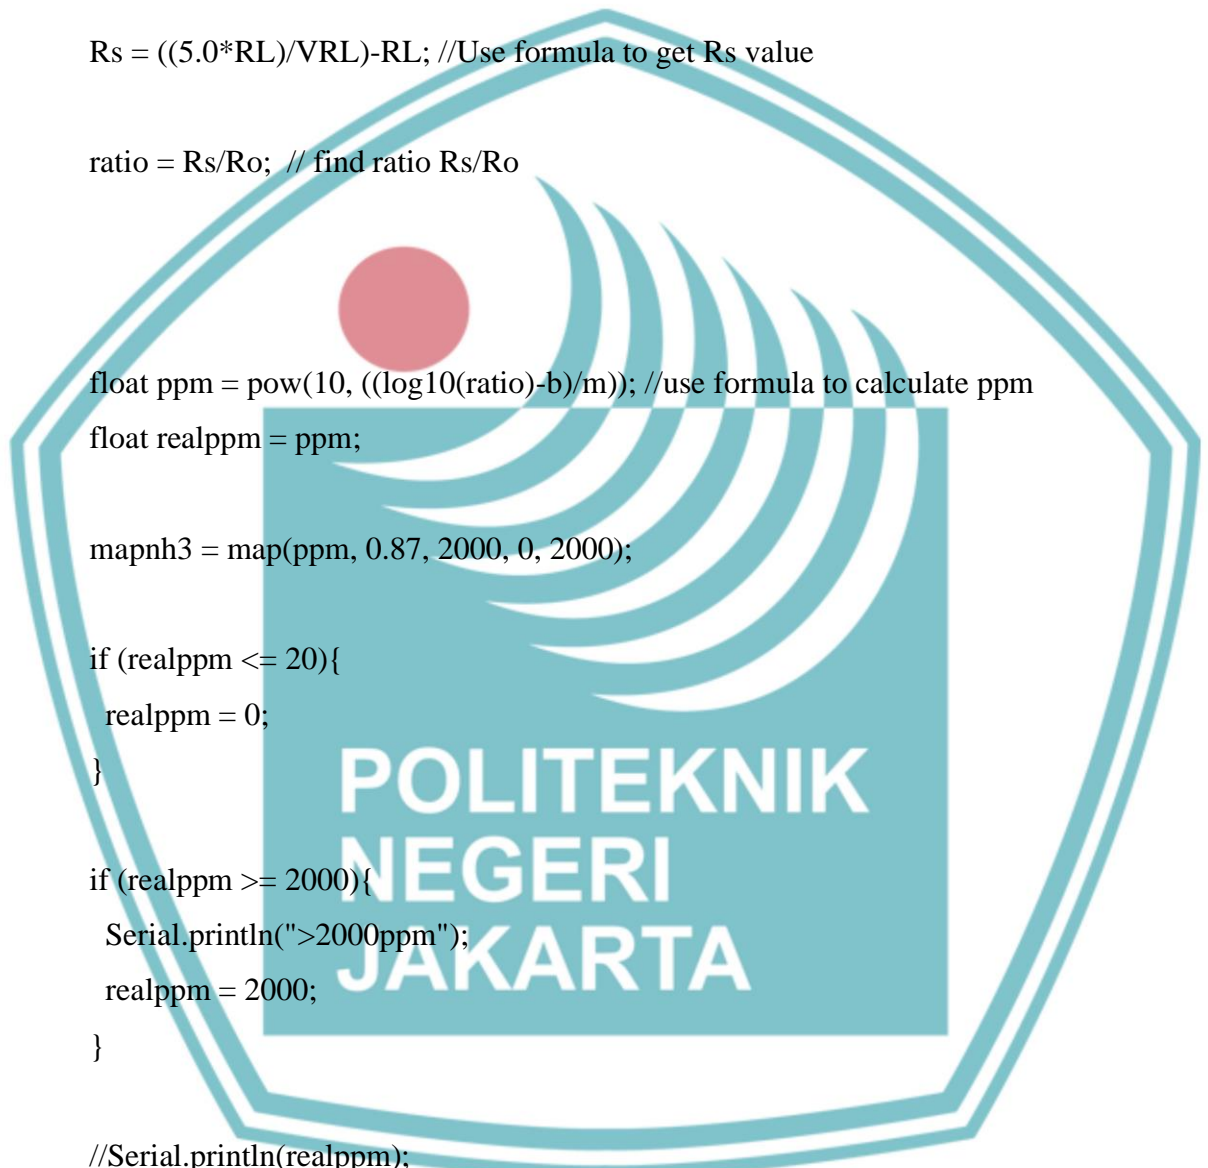 Rs = ((5.0*RL)/VRL)-RL; //Use formula to get Rs value
ratio = Rs/Ro;  // find ratio Rs/Ro
float ppm = pow(10, ((log10(ratio)-b)/m)); //use formula to calculate ppm
float realppm = ppm;
mapnh3 = map(ppm, 0.87, 2000, 0, 2000);
if (realppm <= 20){
realppm = 0;
}
POLITEKNIK
if (realppm >= 2000){
NEGERI
Serial.println(">2000ppm");
JAKARTA
realppm = 2000;
}
//Serial.println(realppm);